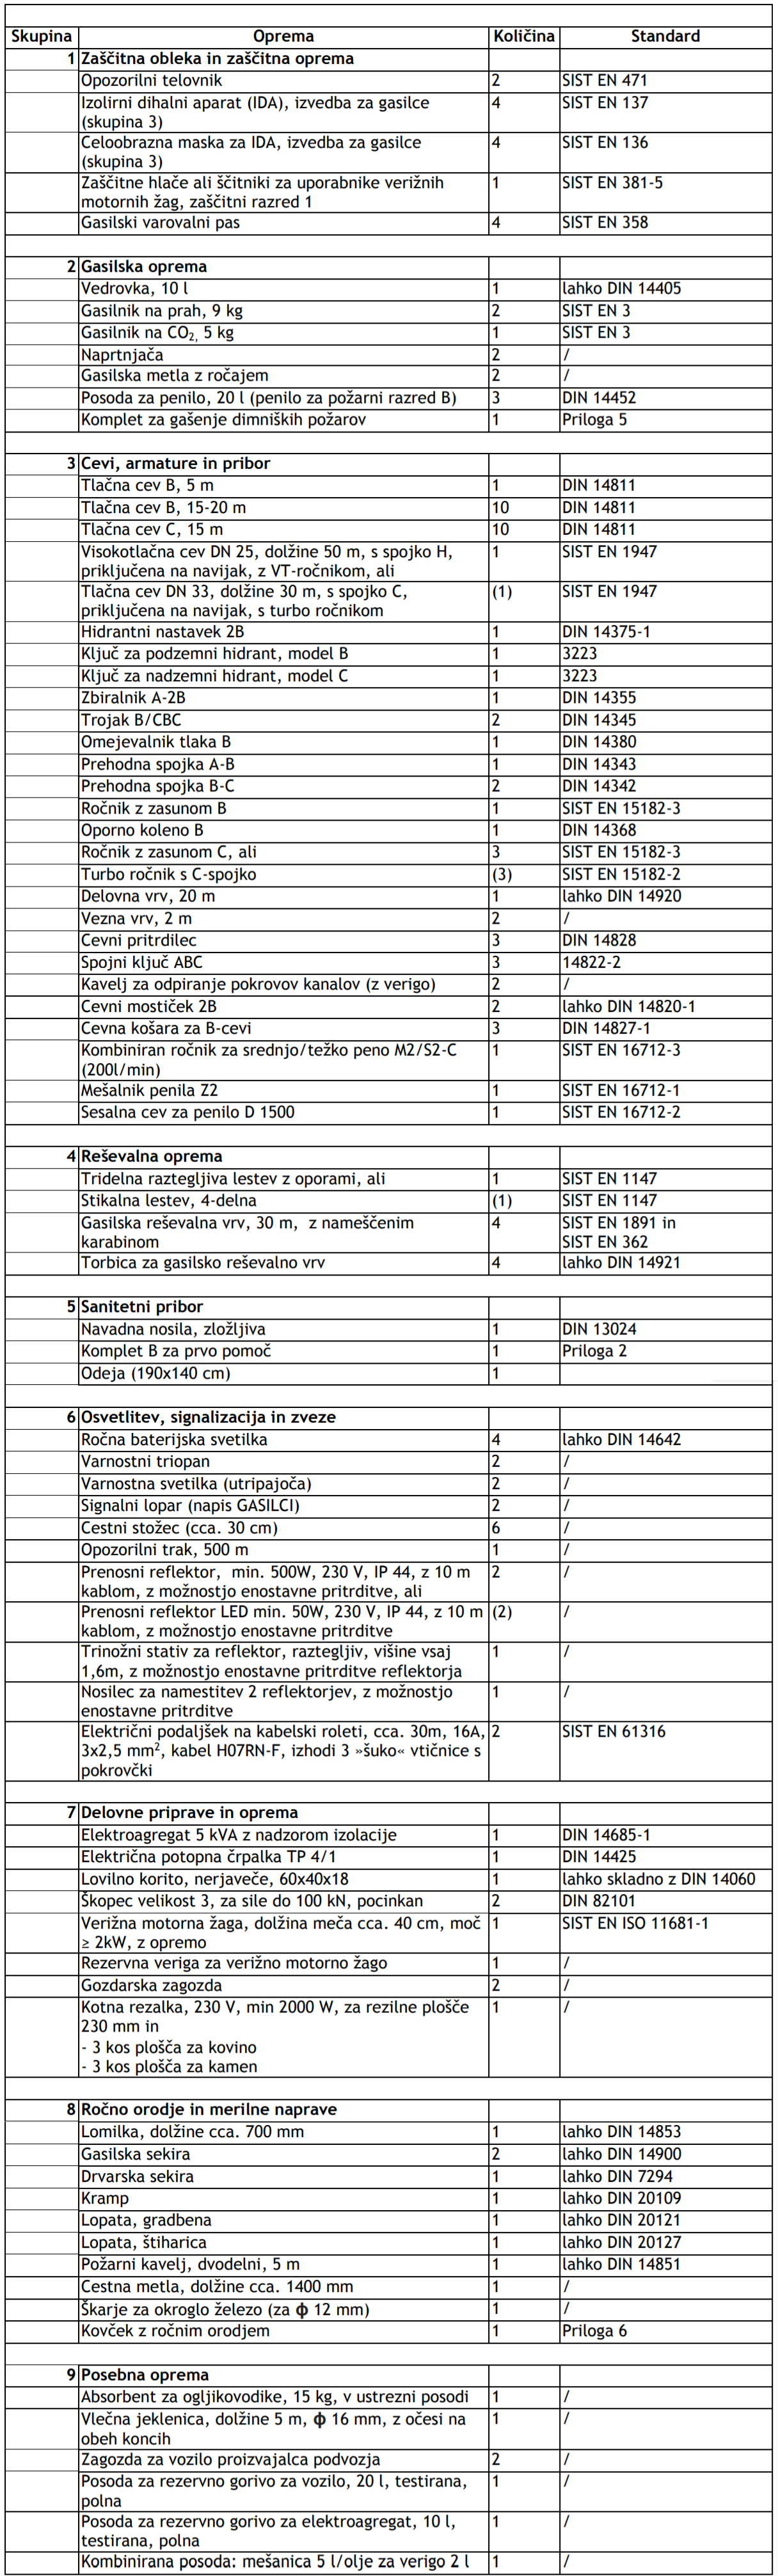 Skupina Oprema Količina Standard
1 Zaščitna obleka in zaščitna oprema
Opozorilni telovnik 2 SIST EN 471
Izolirni dihalni aparat (IDA), izvedba za gasilce 4 SIST EN 137
(skupina 3)
Celoobrazna maska za IDA, izvedba za gasilce 4 SIST EN 136
(skupina 3)
Zaščitne hlače ali ščitniki za uporabnike verižnih 1 SIST EN 381-5
motornih žag, zaščitni razred 1
Gasilski varovalni pas 4 SIST EN 358
2 Gasilska oprema
Vedrovka, 10 l 1 lahko DIN 14405
Gasilnik na prah, 9 kg 2 SIST EN 3
Gasilnik na CO2, 5 kg 1 SIST EN 3
Naprtnjača 2 /
Gasilska metla z ročajem 2 /
Posoda za penilo, 20 l (penilo za požarni razred B) 3 DIN 14452
Komplet za gašenje dimniških požarov 1 Priloga 5
3 Cevi, armature in pribor
Tlačna cev B, 5 m 1 DIN 14811
Tlačna cev B, 15-20 m 10 DIN 14811
Tlačna cev C, 15 m 10 DIN 14811
Visokotlačna cev DN 25, dolžine 50 m, s spojko H, 1 SIST EN 1947
priključena na navijak, z VT-ročnikom, ali
Tlačna cev DN 33, dolžine 30 m, s spojko C, (1) SIST EN 1947
priključena na navijak, s turbo ročnikom
Hidrantni nastavek 2B 1 DIN 14375-1
Ključ za podzemni hidrant, model B 1 3223
Ključ za nadzemni hidrant, model C 1 3223
Zbiralnik A-2B 1 DIN 14355
Trojak B/CBC 2 DIN 14345
Omejevalnik tlaka B 1 DIN 14380
Prehodna spojka A-B 1 DIN 14343
Prehodna spojka B-C 2 DIN 14342
Ročnik z zasunom B 1 SIST EN 15182-3
Oporno koleno B 1 DIN 14368
Ročnik z zasunom C, ali 3 SIST EN 15182-3
Turbo ročnik s C-spojko (3) SIST EN 15182-2
Delovna vrv, 20 m 1 lahko DIN 14920
Vezna vrv, 2 m 2 /
Cevni pritrdilec 3 DIN 14828
Spojni ključ ABC 3 14822-2
Kavelj za odpiranje pokrovov kanalov (z verigo) 2 /
Cevni mostiček 2B 2 lahko DIN 14820-1
Cevna košara za B-cevi 3 DIN 14827-1
Kombiniran ročnik za srednjo/težko peno M2/S2-C 1 SIST EN 16712-3
(200l/min)
Mešalnik penila Z2 1 SIST EN 16712-1
Sesalna cev za penilo D 1500 1 SIST EN 16712-2
4 Reševalna oprema
Tridelna raztegljiva lestev z oporami, ali 1 SIST EN 1147
Stikalna lestev, 4-delna (1) SIST EN 1147
Gasilska reševalna vrv, 30 m, z nameščenim 4 SIST EN 1891 in
karabinom SIST EN 362
Torbica za gasilsko reševalno vrv 4 lahko DIN 14921
5 Sanitetni pribor
Navadna nosila, zložljiva 1 DIN 13024
Komplet B za prvo pomoč 1 Priloga 2
Odeja (190x140 cm) 1
6 Osvetlitev, signalizacija in zveze
Ročna baterijska svetilka 4 lahko DIN 14642
Varnostni triopan 2 /
Varnostna svetilka (utripajoča) 2 /
Signalni lopar (napis GASILCI) 2 /
Cestni stožec (cca. 30 cm) 6 /
Opozorilni trak, 500 m 1 /
Prenosni reflektor, min. 500W, 230 V, IP 44, z 10 m 2 /
kablom, z možnostjo enostavne pritrditve, ali
Prenosni reflektor LED min. 50W, 230 V, IP 44, z 10 m (2) /
kablom, z možnostjo enostavne pritrditve
Trinožni stativ za reflektor, raztegljiv, višine vsaj 1 /
1,6m, z možnostjo enostavne pritrditve reflektorja
Nosilec za namestitev 2 reflektorjev, z možnostjo 1 /
enostavne pritrditve
Električni podaljšek na kabelski roleti, cca. 30m, 16A, 2 SIST EN 61316
3x2,5 mm², kabel H07RN-F, izhodi 3 »šuko« vtičnice s
pokrovčki
7 Delovne priprave in oprema
Elektroagregat 5 kVA z nadzorom izolacije 1 DIN 14685-1
Električna potopna črpalka TP 4/1 1 DIN 14425
Lovilno korito, nerjaveče, 60x40x18 1 lahko skladno z DIN 14060
Škopec velikost 3, za sile do 100 kN, pocinkan 2 DIN 82101
Verižna motorna žaga, dolžina meča cca. 40 cm, moč 1 SIST EN ISO 11681-1
≥ 2kW, z opremo
Rezervna veriga za verižno motorno žago 1 /
Gozdarska zagozda 2 /
Kotna rezalka, 230 V, min 2000 W, za rezilne plošče 1 /
230 mm in
- 3 kos plošča za kovino
- 3 kos plošča za kamen
8 Ročno orodje in merilne naprave
Lomilka, dolžine cca. 700 mm 1 lahko DIN 14853
Gasilska sekira 2 lahko DIN 14900
Drvarska sekira 1 lahko DIN 7294
Kramp 1 lahko DIN 20109
Lopata, gradbena 1 lahko DIN 20121
Lopata, štiharica 1 lahko DIN 20127
Požarni kavelj, dvodelni, 5 m 1 lahko DIN 14851
Cestna metla, dolžine cca. 1400 mm 1 /
Škarje za okroglo železo (za ϕ 12 mm) 1 /
Kovček z ročnim orodjem 1 Priloga 6
9 Posebna oprema
Absorbent za ogljikovodike, 15 kg, v ustrezni posodi 1 /
Vlečna jeklenica, dolžine 5 m, ϕ 16 mm, z očesi na 1 /
obeh koncih
Zagozda za vozilo proizvajalca podvozja 2 /
Posoda za rezervno gorivo za vozilo, 20 l, testirana, 1 /
polna
Posoda za rezervno gorivo za elektroagregat, 10 l, 1 /
testirana, polna
Kombinirana posoda: mešanica 5 l/olje za verigo 2 l 1 /